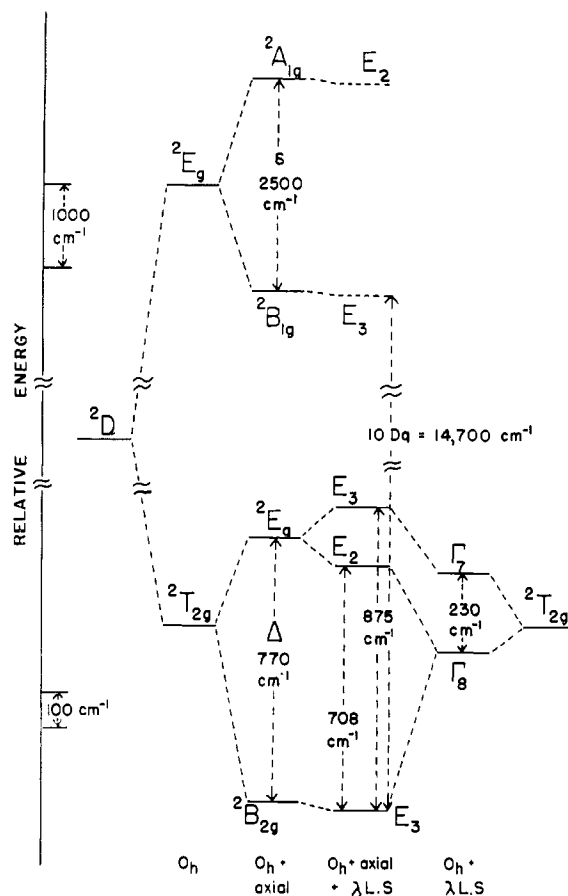 ²A₁g
E₂
²Eg
1000
cm⁻¹
δ
2500
cm⁻¹
²B₁g
E₃
RELATIVE ENERGY
²D
10 Dq = 14,700 cm⁻¹
E₃
²Eg
E₂
Γ₇
²T₂g
²T₂g
Δ
770
cm⁻¹
875
cm⁻¹
230
cm⁻¹
Γ₈
100 cm⁻¹
708
cm⁻¹
²B₂g
E₃
Oh
Oh + axial
Oh + axial + λL.S
Oh + λL.S